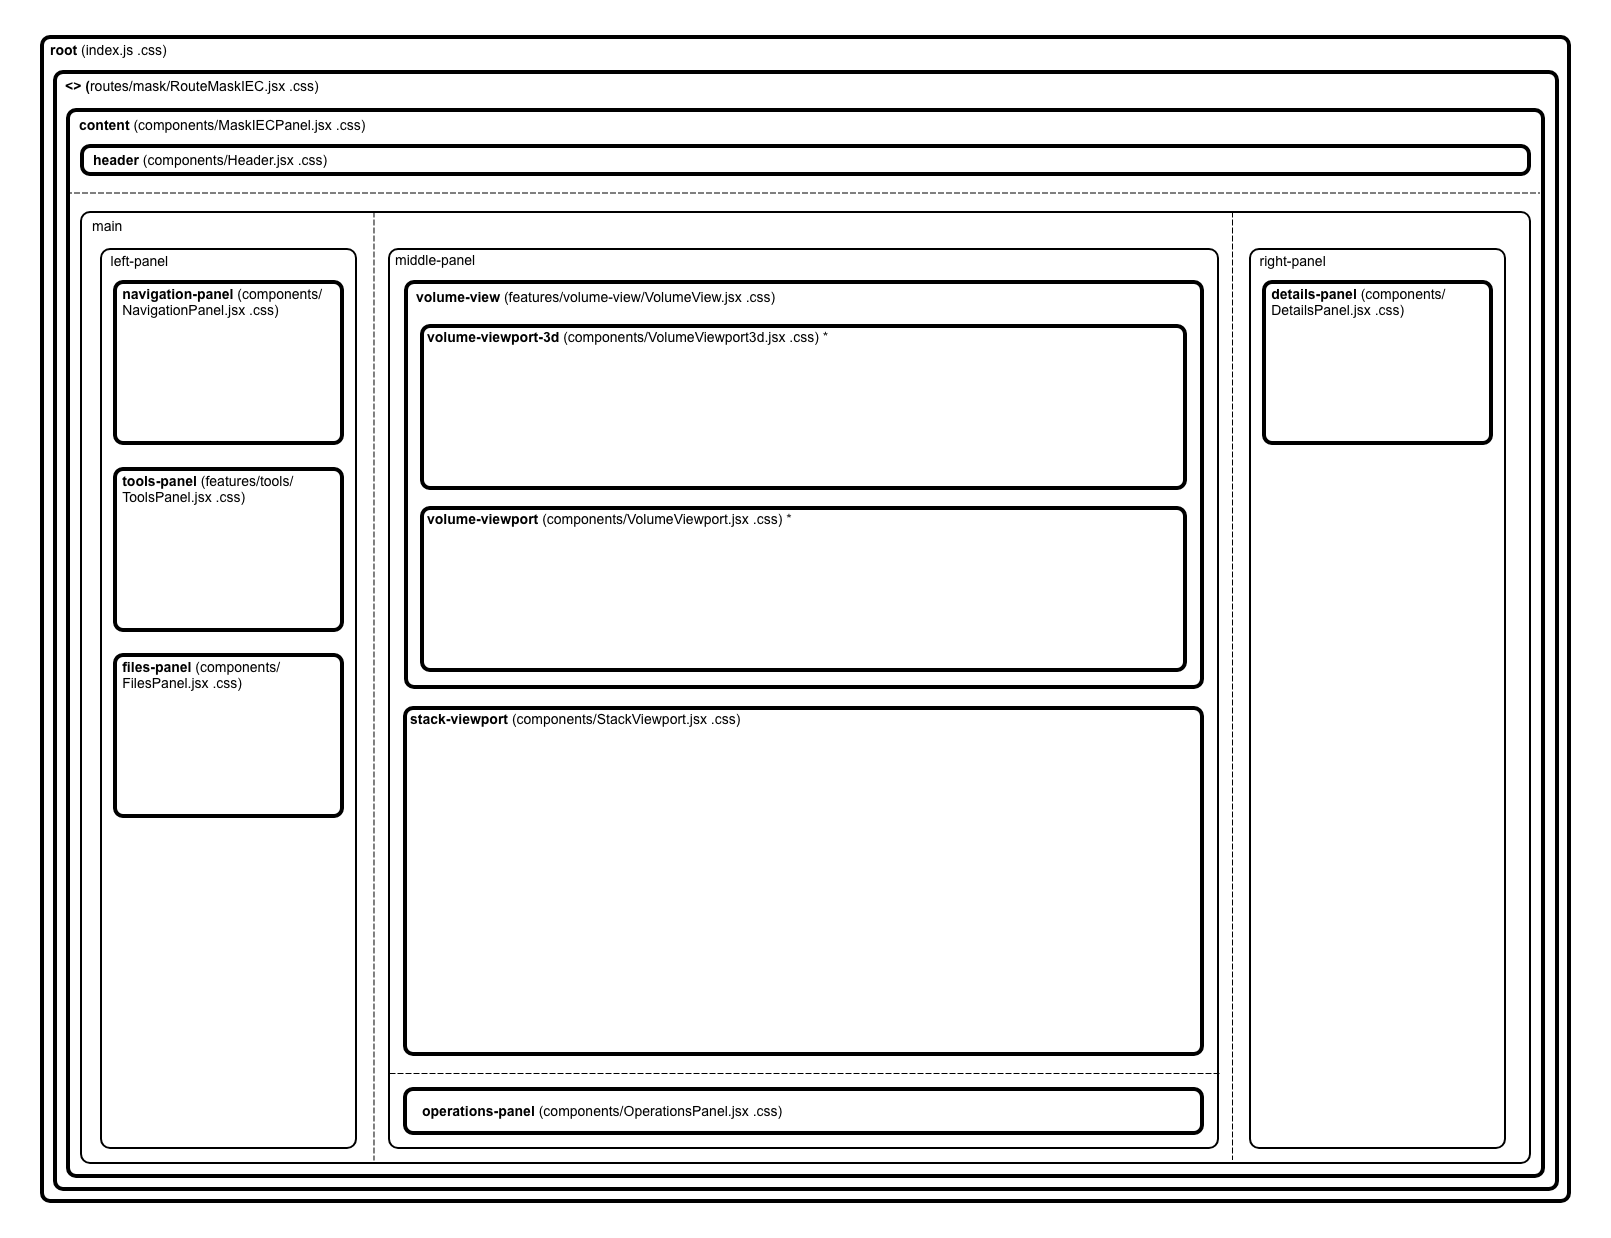 root (index.js .css)
<> (routes/mask/RouteMaskIEC.jsx .css)
content (components/MaskIECPanel.jsx .css)
header (components/Header.jsx .css)
main
left-panel
navigation-panel (components/
NavigationPanel.jsx .css)
tools-panel (features/tools/
ToolsPanel.jsx .css)
files-panel (components/
FilesPanel.jsx .css)
middle-panel
volume-view (features/volume-view/VolumeView.jsx .css)
volume-viewport-3d (components/VolumeViewport3d.jsx .css) *
volume-viewport (components/VolumeViewport.jsx .css) *
stack-viewport (components/StackViewport.jsx .css)
operations-panel (components/OperationsPanel.jsx .css)
right-panel
details-panel (components/
DetailsPanel.jsx .css)